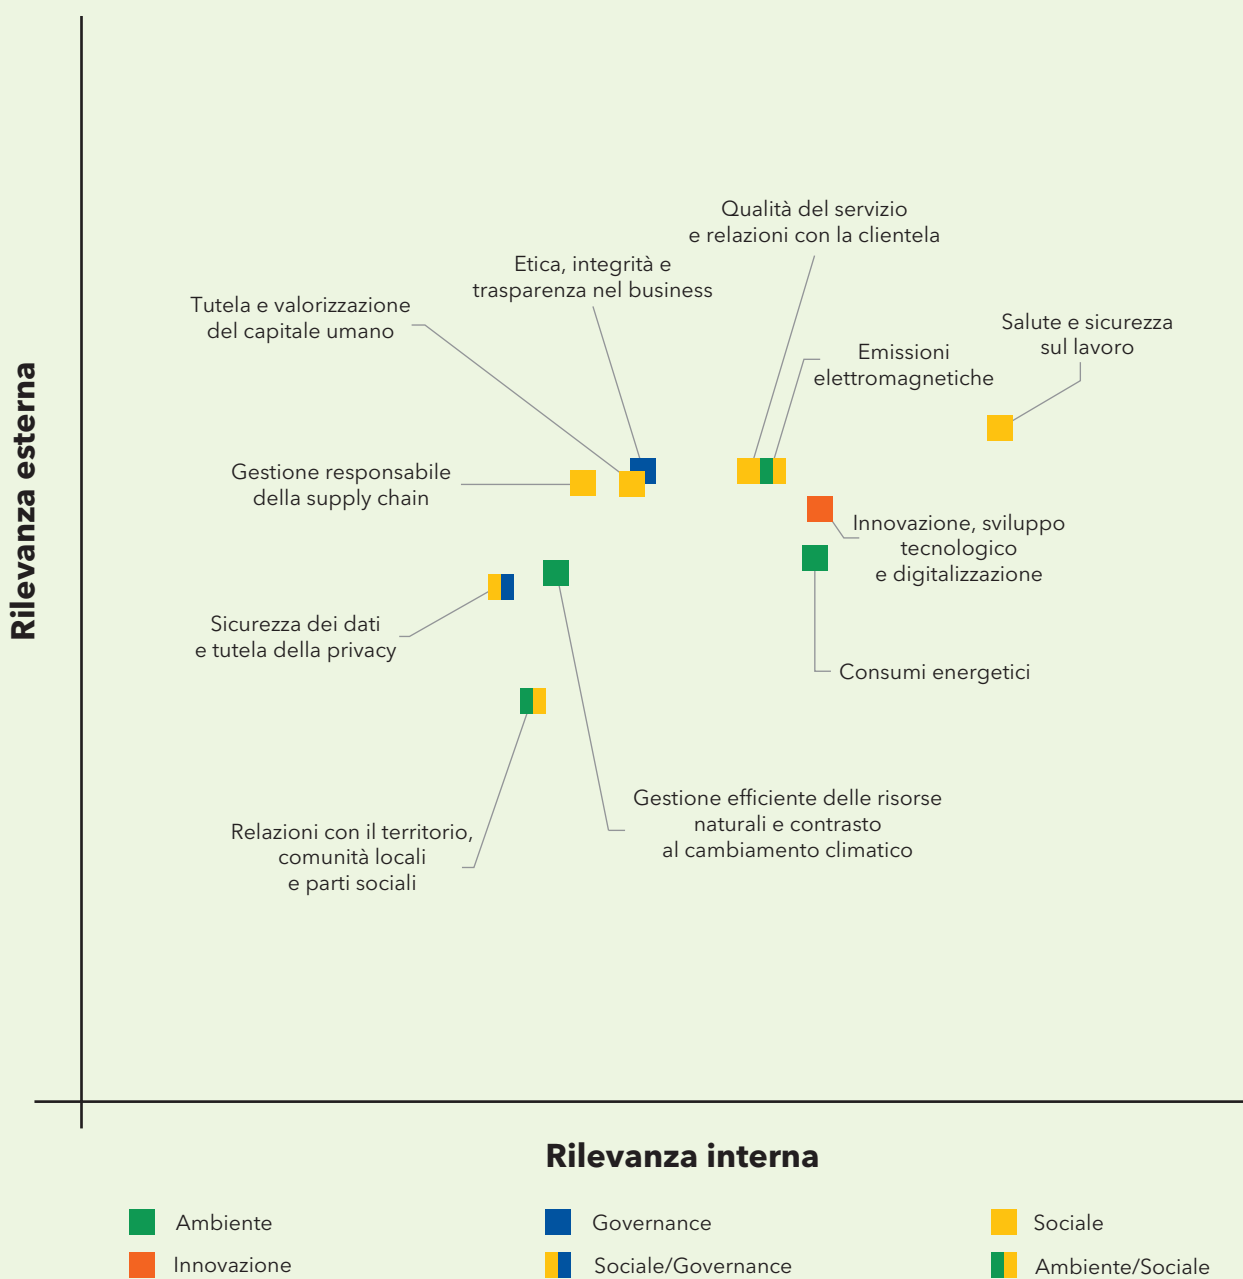 Qualità del servizio
e relazioni con la clientela
Etica, integrità e
trasparenza nel business
Tutela e valorizzazione
del capitale umano
Salute e sicurezza
sul lavoro
Emissioni
elettromagnetiche
Rilevanza esterna
Gestione responsabile
della supply chain
Innovazione, sviluppo
tecnologico
e digitalizzazione
Sicurezza dei dati
e tutela della privacy
Consumi energetici
Gestione efficiente delle risorse
naturali e contrasto
al cambiamento climatico
Relazioni con il territorio,
comunità locali
e parti sociali
Rilevanza interna
Ambiente
Governance
Sociale
Innovazione
Sociale/Governance
Ambiente/Sociale